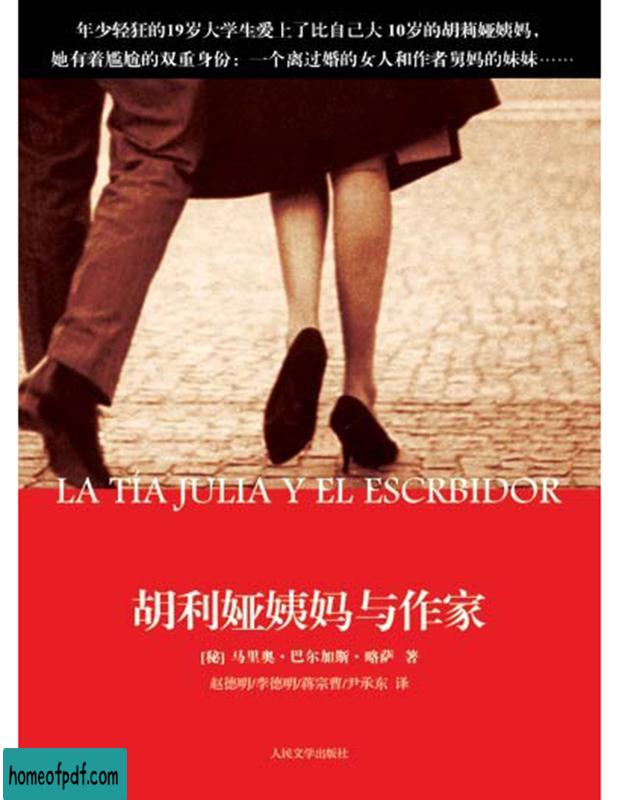 年少轻狂的19岁大学生爱上了比自己大 10岁的胡莉娅姨妈，
她有着尴尬的双重身份：一个离过婚的女人和作者舅妈的妹妹……
LA TÍA JULIA Y EL ESCRBIDOR
胡利娅姨妈与作家
[秘] 马里奥·巴尔加斯·略萨 著
赵德明/李德明/蒋宗曹/尹承东 译
人民文学出版社
homeofpdf.com